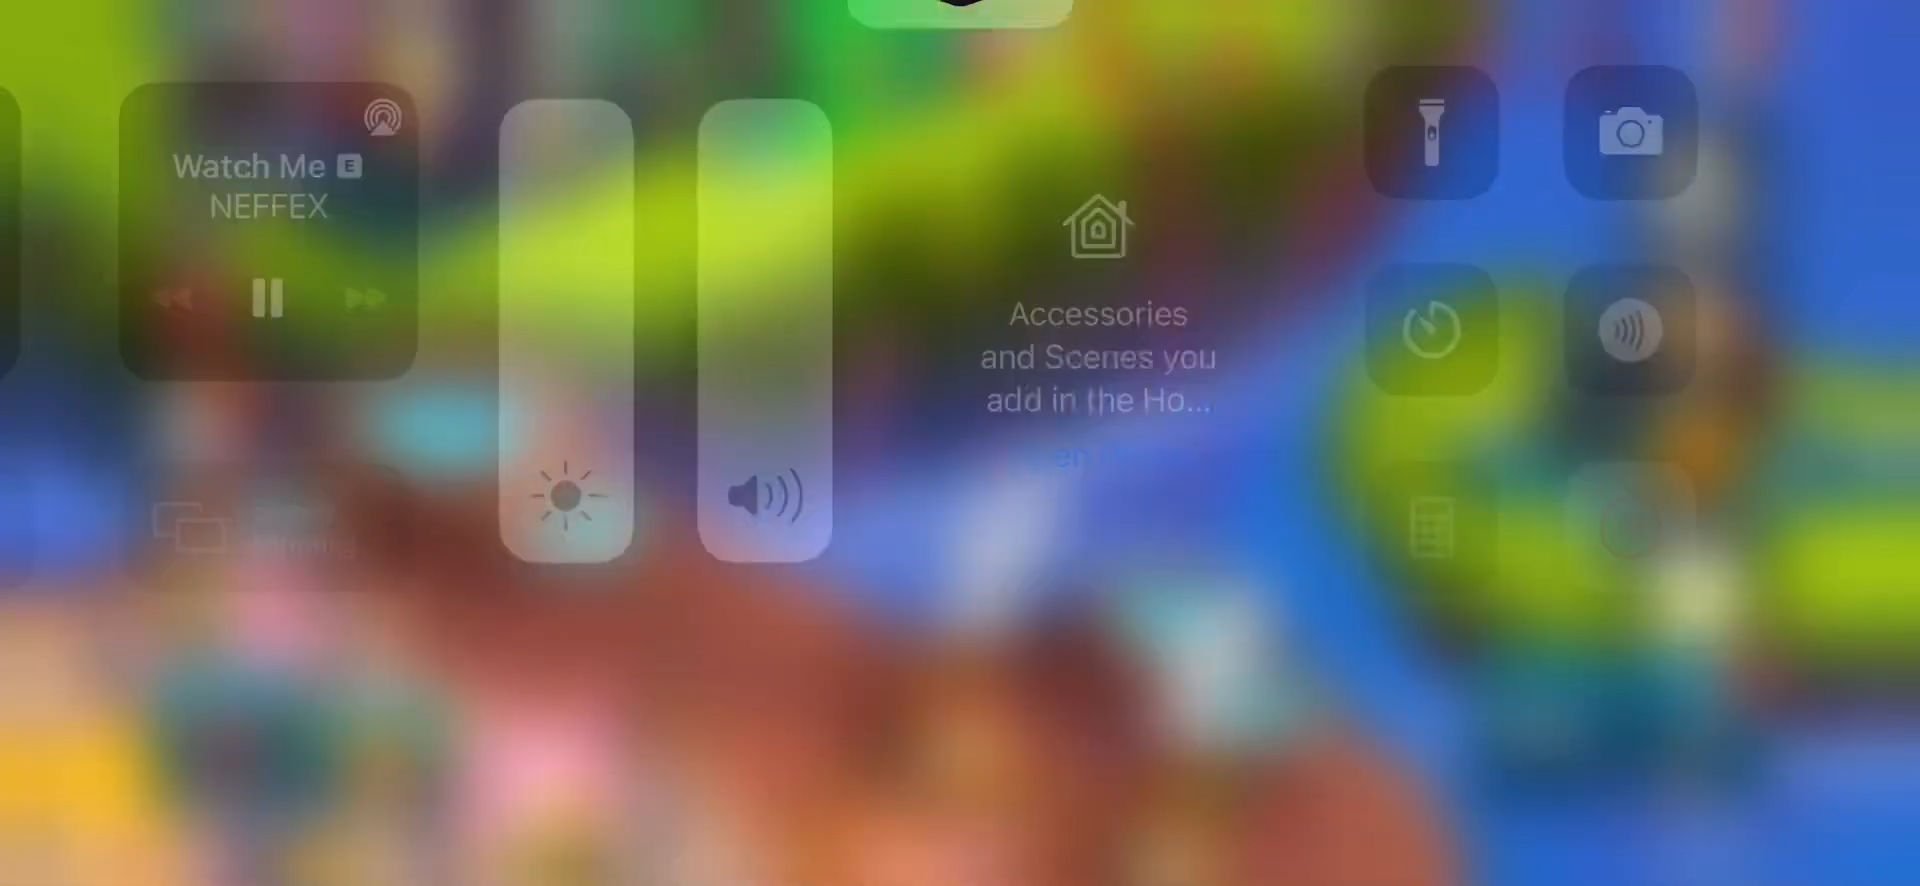 Watch Me E
NEFFEX
Accessories
and Scenes you
add in the Ho...